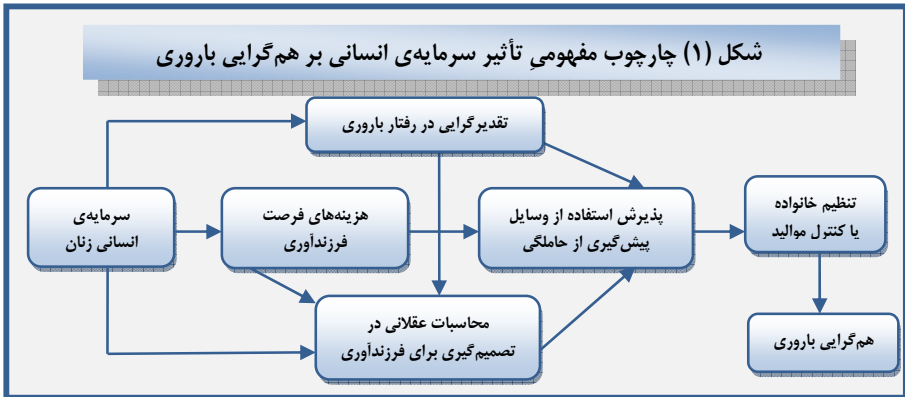 شکل (۱) چارچوب مفهومیِ تأثیر سرمایه‌ی انسانی بر هم‌گرایی باروری
تقدیرگرایی در رفتار باروری
سرمایه‌ی
انسانی زنان
هزینه‌های فرصت
فرزندآوری
پذیرش استفاده از وسایل
پیش‌گیری از حاملگی
تنظیم خانواده
یا کنترل موالید
محاسبات عقلانی در
تصمیم‌گیری برای فرزندآوری
هم‌گرایی باروری